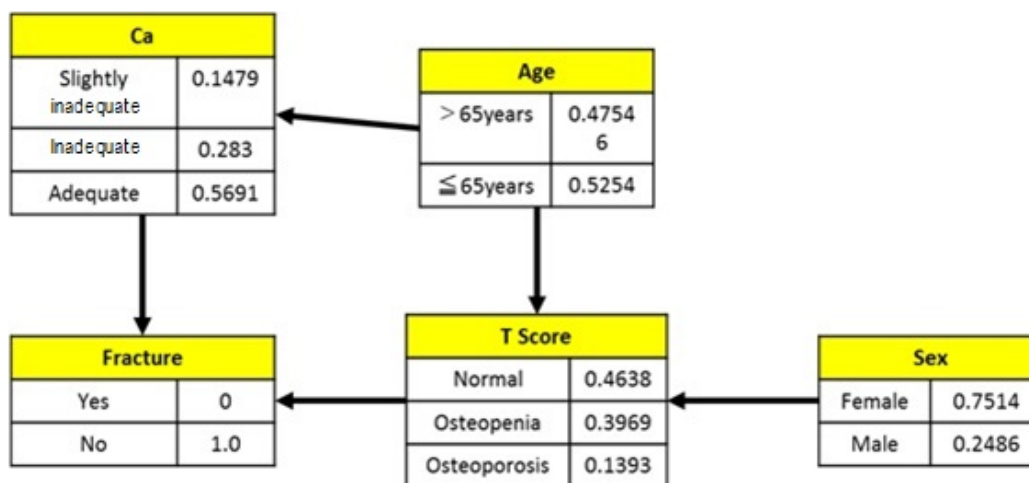 Ca
Slightly 0.1479
inadequate
Inadequate 0.283
Adequate 0.5691
Age
>65years 0.4754
6
≦65years 0.5254
Fracture
Yes 0
No 1.0
T Score
Normal 0.4638
Osteopenia 0.3969
Osteoporosis 0.1393
Sex
Female 0.7514
Male 0.2486